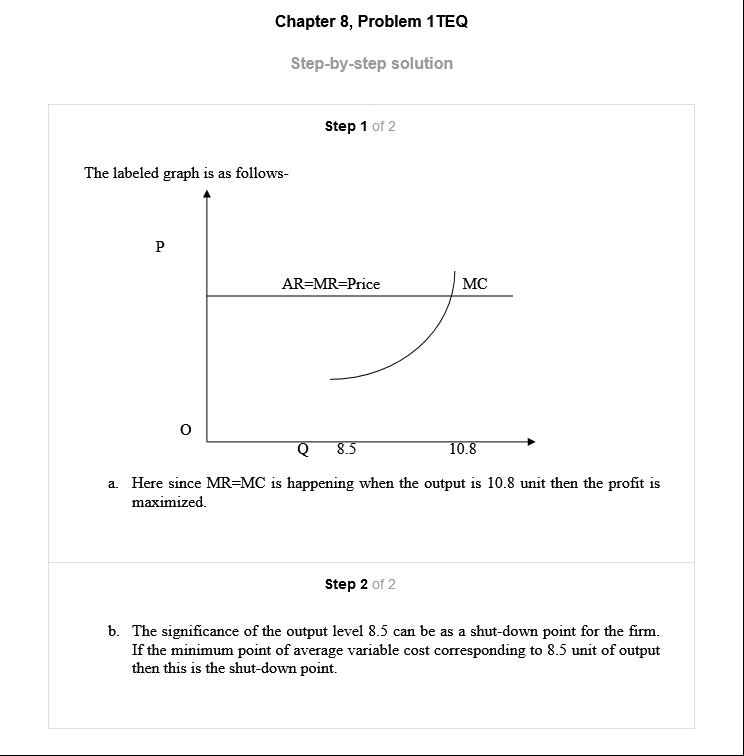 Chapter 8, Problem 1TEQ
Step-by-step solution
Step 1 of 2
The labeled graph is as follows-
P
AR=MR=Price MC
O
Q 8.5 10.8
a. Here since MR=MC is happening when the output is 10.8 unit then the profit is
maximized.
Step 2 of 2
b. The significance of the output level 8.5 can be as a shut-down point for the firm.
If the minimum point of average variable cost corresponding to 8.5 unit of output
then this is the shut-down point.